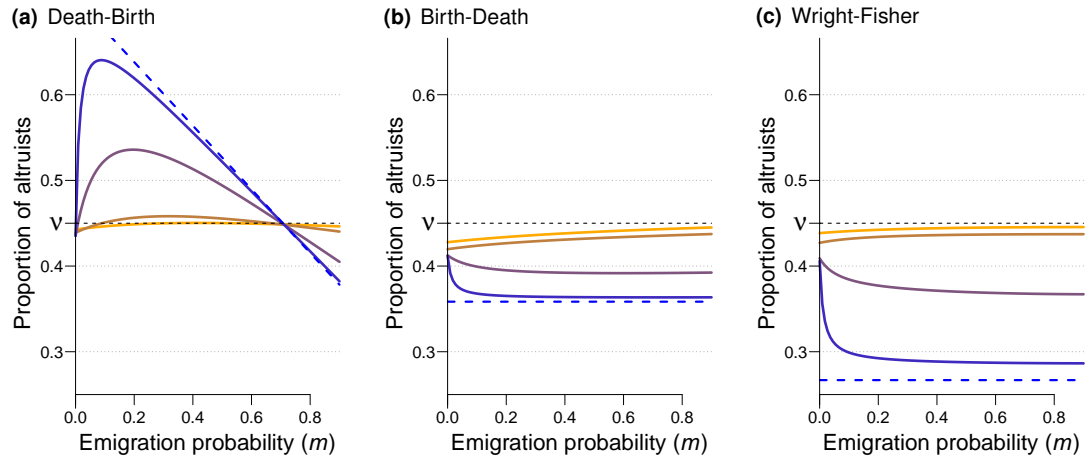 (a) Death-Birth
Proportion of altruists
0.6
0.5
ν
0.4
0.3
0.0 0.2 0.4 0.6 0.8
Emigration probability (m)
(b) Birth-Death
Proportion of altruists
0.6
0.5
ν
0.4
0.3
0.0 0.2 0.4 0.6 0.8
Emigration probability (m)
(c) Wright-Fisher
Proportion of altruists
0.6
0.5
ν
0.4
0.3
0.0 0.2 0.4 0.6 0.8
Emigration probability (m)